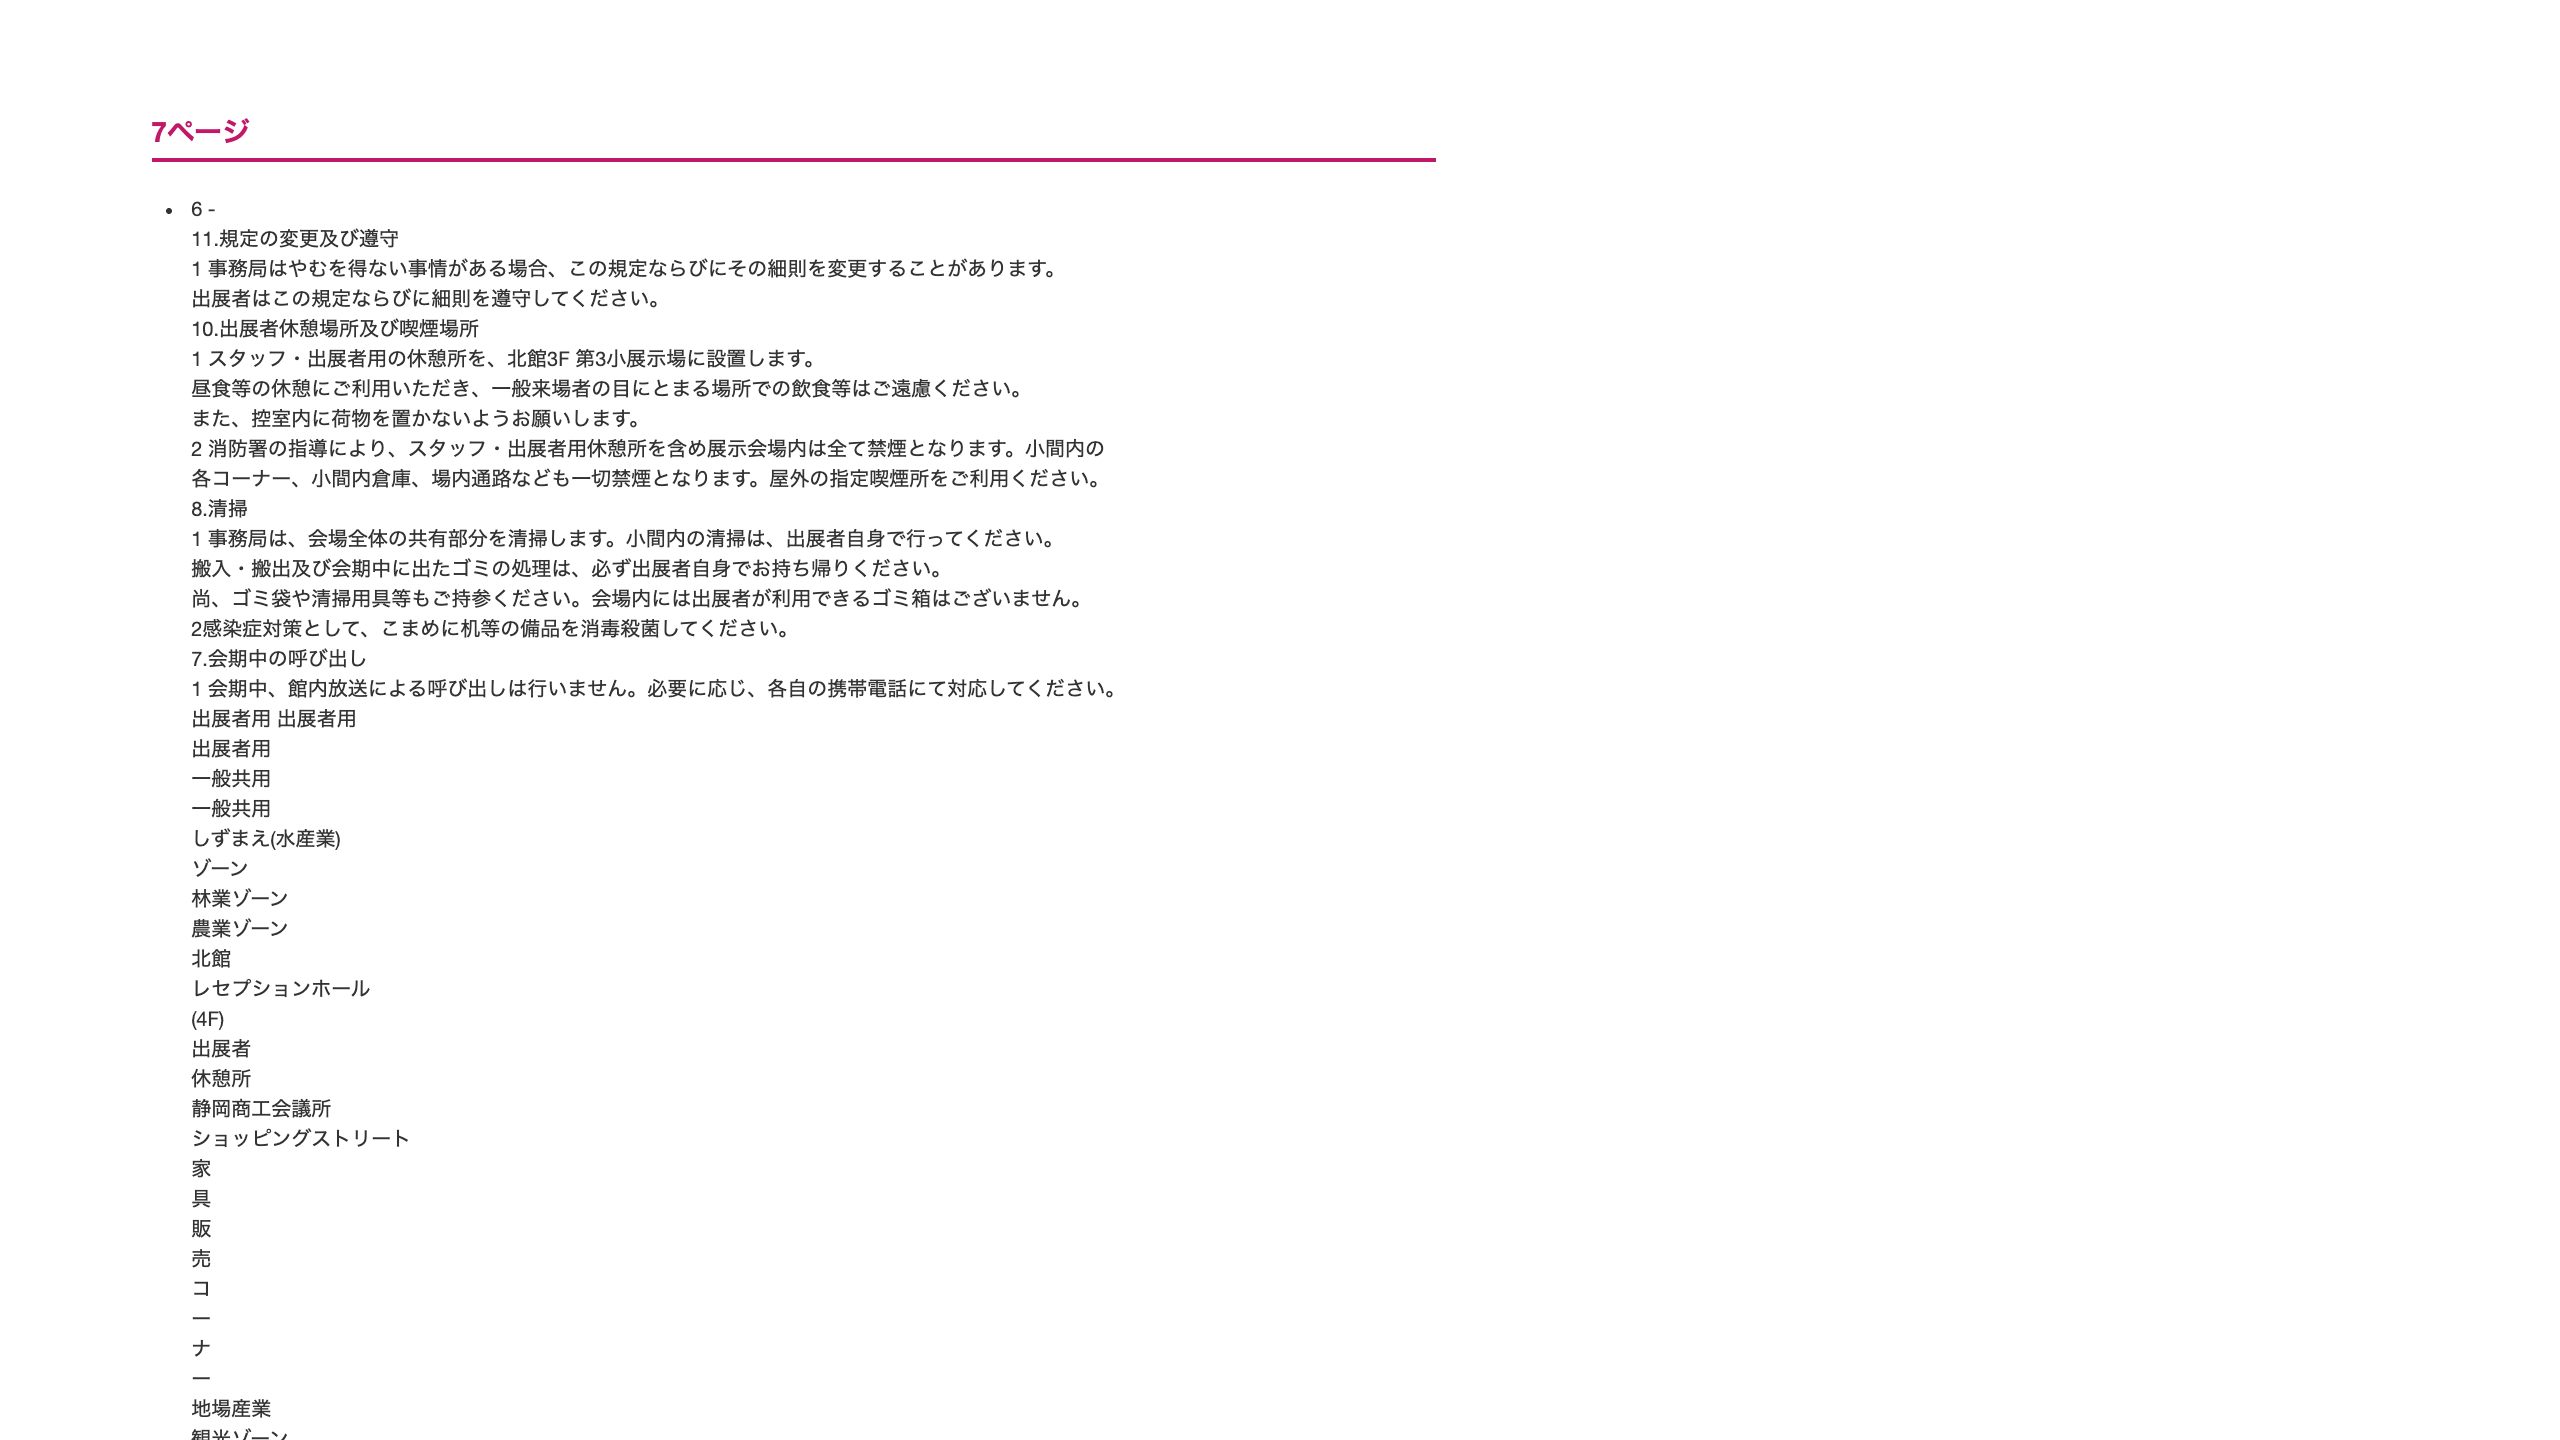 7ページ
6 -
11.規定の変更及び遵守
1 事務局はやむを得ない事情がある場合、この規定ならびにその細則を変更することがあります。
出展者はこの規定ならびに細則を遵守してください。
10.出展者休憩場所及び喫煙場所
1 スタッフ・出展者用の休憩所を、北館3F 第3小展示場に設置します。
昼食等の休憩にご利用いただき、一般来場者の目にとまる場所での飲食等はご遠慮ください。
また、控室内に荷物を置かないようお願いします。
2 消防署の指導により、スタッフ・出展者用休憩所を含め展示会場内は全て禁煙となります。小間内の
各コーナー、小間内倉庫、場内通路なども一切禁煙となります。屋外の指定喫煙所をご利用ください。
8.清掃
1 事務局は、会場全体の共有部分を清掃します。小間内の清掃は、出展者自身で行ってください。
搬入・搬出及び会期中に出たゴミの処理は、必ず出展者自身でお持ち帰りください。
尚、ゴミ袋や清掃用具等もご持参ください。会場内には出展者が利用できるゴミ箱はございません。
2感染症対策として、こまめに机等の備品を消毒殺菌してください。
7.会期中の呼び出し
1 会期中、館内放送による呼び出しは行いません。必要に応じ、各自の携帯電話にて対応してください。
出展者用 出展者用
出展者用
一般共用
一般共用
しずまえ(水産業)
ゾーン
林業ゾーン
農業ゾーン
北館
レセプションホール
(4F)
出展者
休憩所
静岡商工会議所
ショッピングストリート
家
具
販
売
コ
ー
ナ
ー
地場産業
観光ゾーン